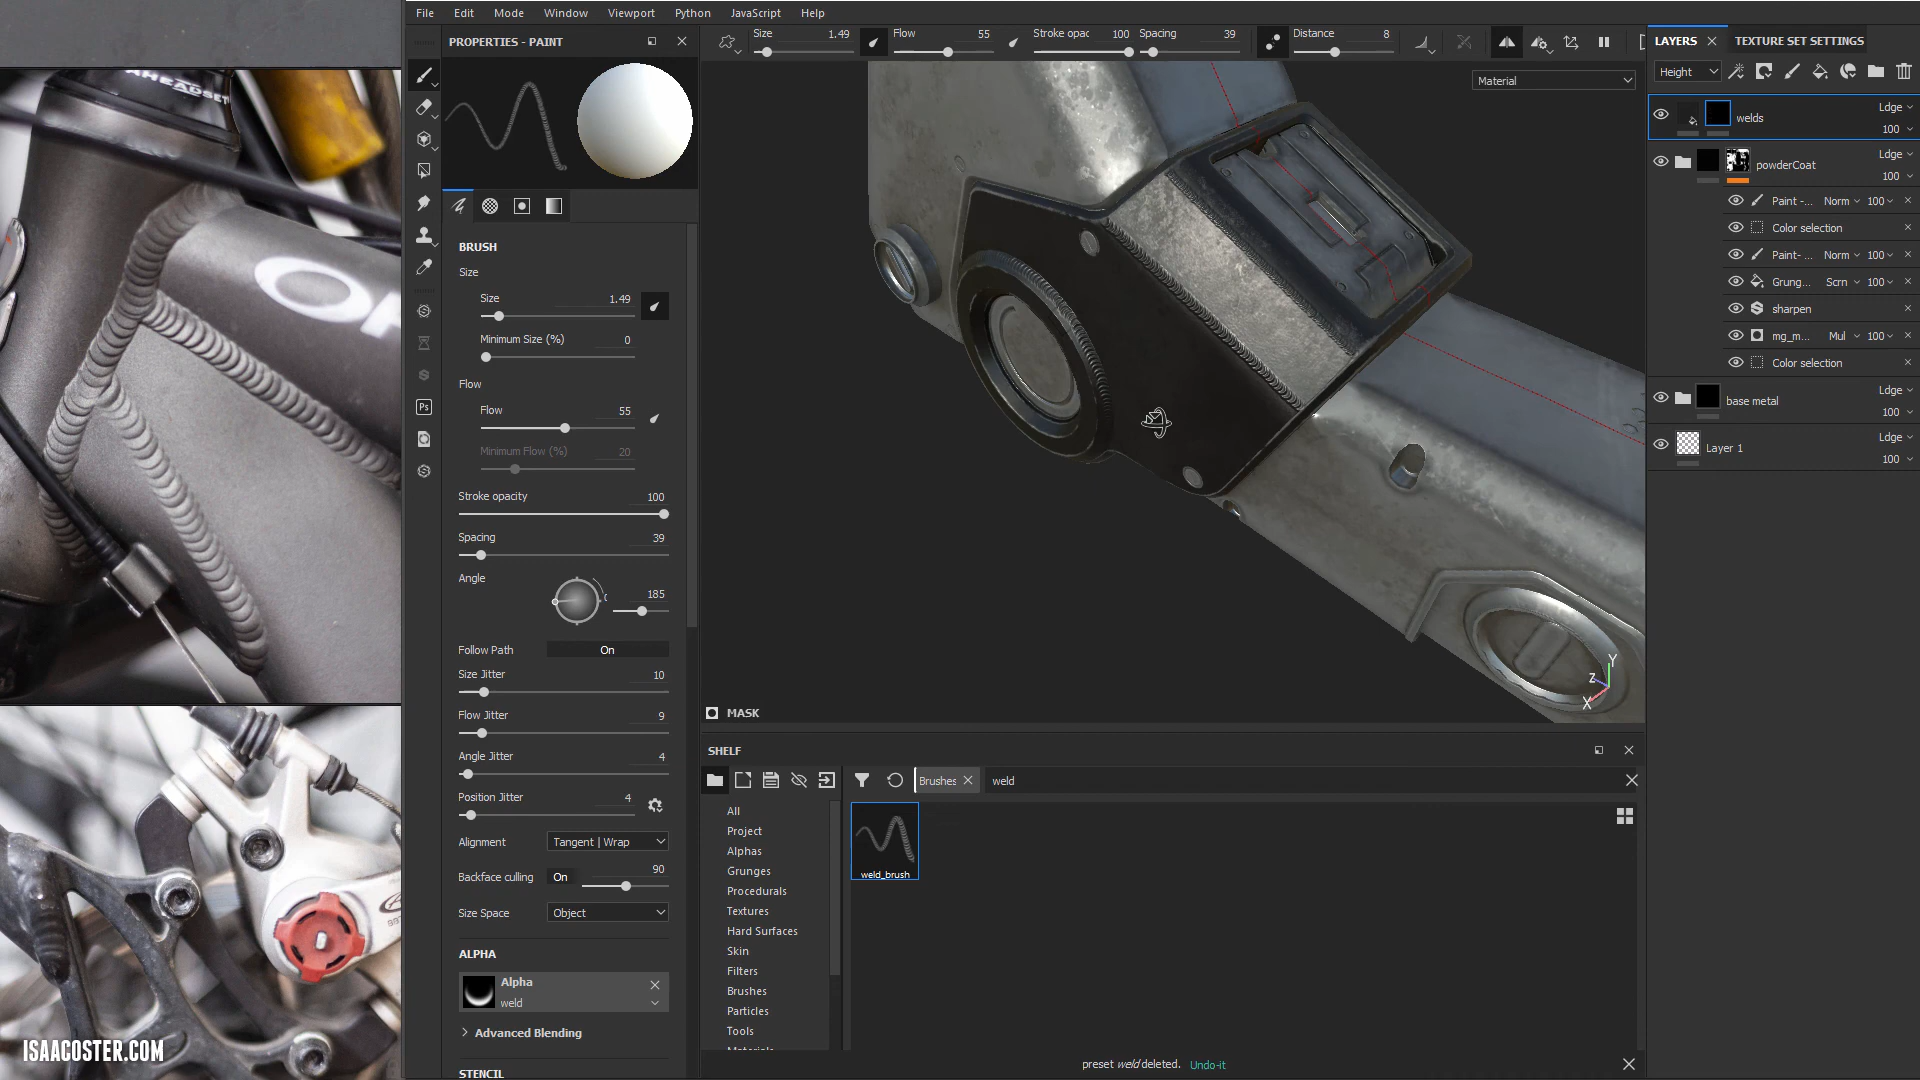 File Edit Mode Window Viewport Python JavaScript Help
PROPERTIES - PAINT
Size 1.49 Flow 55 Stroke opac 100 Spacing 39 Distance 8
LAYERS TEXTURE SET SETTINGS
Height
Material
welds Ldge 100
powderCoat Ldge 100
Paint -... Norm 100
Color selection
Paint- ... Norm 100
Grung... Scrn 100
sharpen
mg_m... Mul 100
Color selection
base metal Ldge 100
Layer 1 Ldge 100
BRUSH
Size
Size 1.49
Minimum Size (%) 0
Flow
Flow 55
Minimum Flow (%) 20
Stroke opacity 100
Spacing 39
Angle 185
Follow Path On
Size Jitter 10
Flow Jitter 9
Angle Jitter 4
Position Jitter 4
Alignment Tangent | Wrap
Backface culling On 90
Size Space Object
ALPHA
Alpha
weld
Advanced Blending
STENCIL
Ps
MASK
Y
Z
X
SHELF
Brushes weld
All
Project
Alphas
Grunges
Procedurals
Textures
Hard Surfaces
Skin
Filters
Brushes
Particles
Tools
Materials
weld_brush
preset weld deleted. Undo-it
AHEADSET
ISAACOSTER.COM